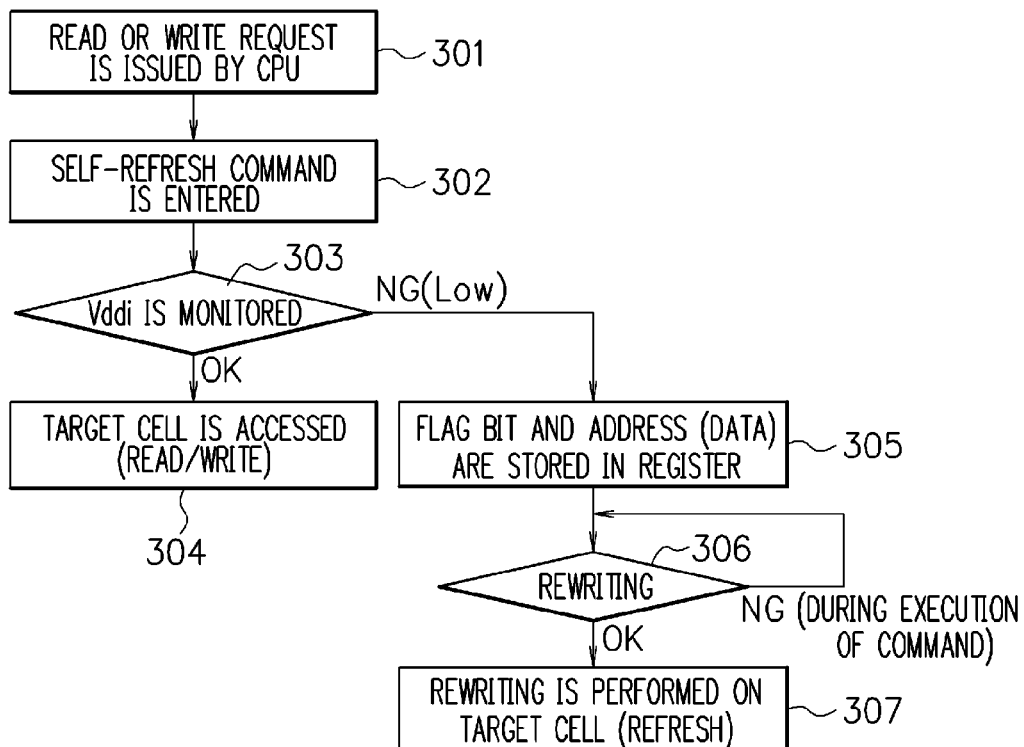 READ OR WRITE REQUEST
IS ISSUED BY CPU
301
SELF-REFRESH COMMAND
IS ENTERED
302
303
Vddi IS MONITORED
NG(Low)
OK
TARGET CELL IS ACCESSED
(READ/WRITE)
304
FLAG BIT AND ADDRESS (DATA)
ARE STORED IN REGISTER
305
306
REWRITING
NG (DURING EXECUTION
OF COMMAND)
OK
REWRITING IS PERFORMED ON
TARGET CELL (REFRESH)
307